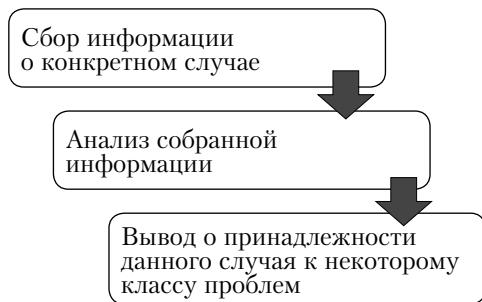 Сбор информации
о конкретном случае
Анализ собранной
информации
Вывод о принадлежности
данного случая к некоторому
классу проблем